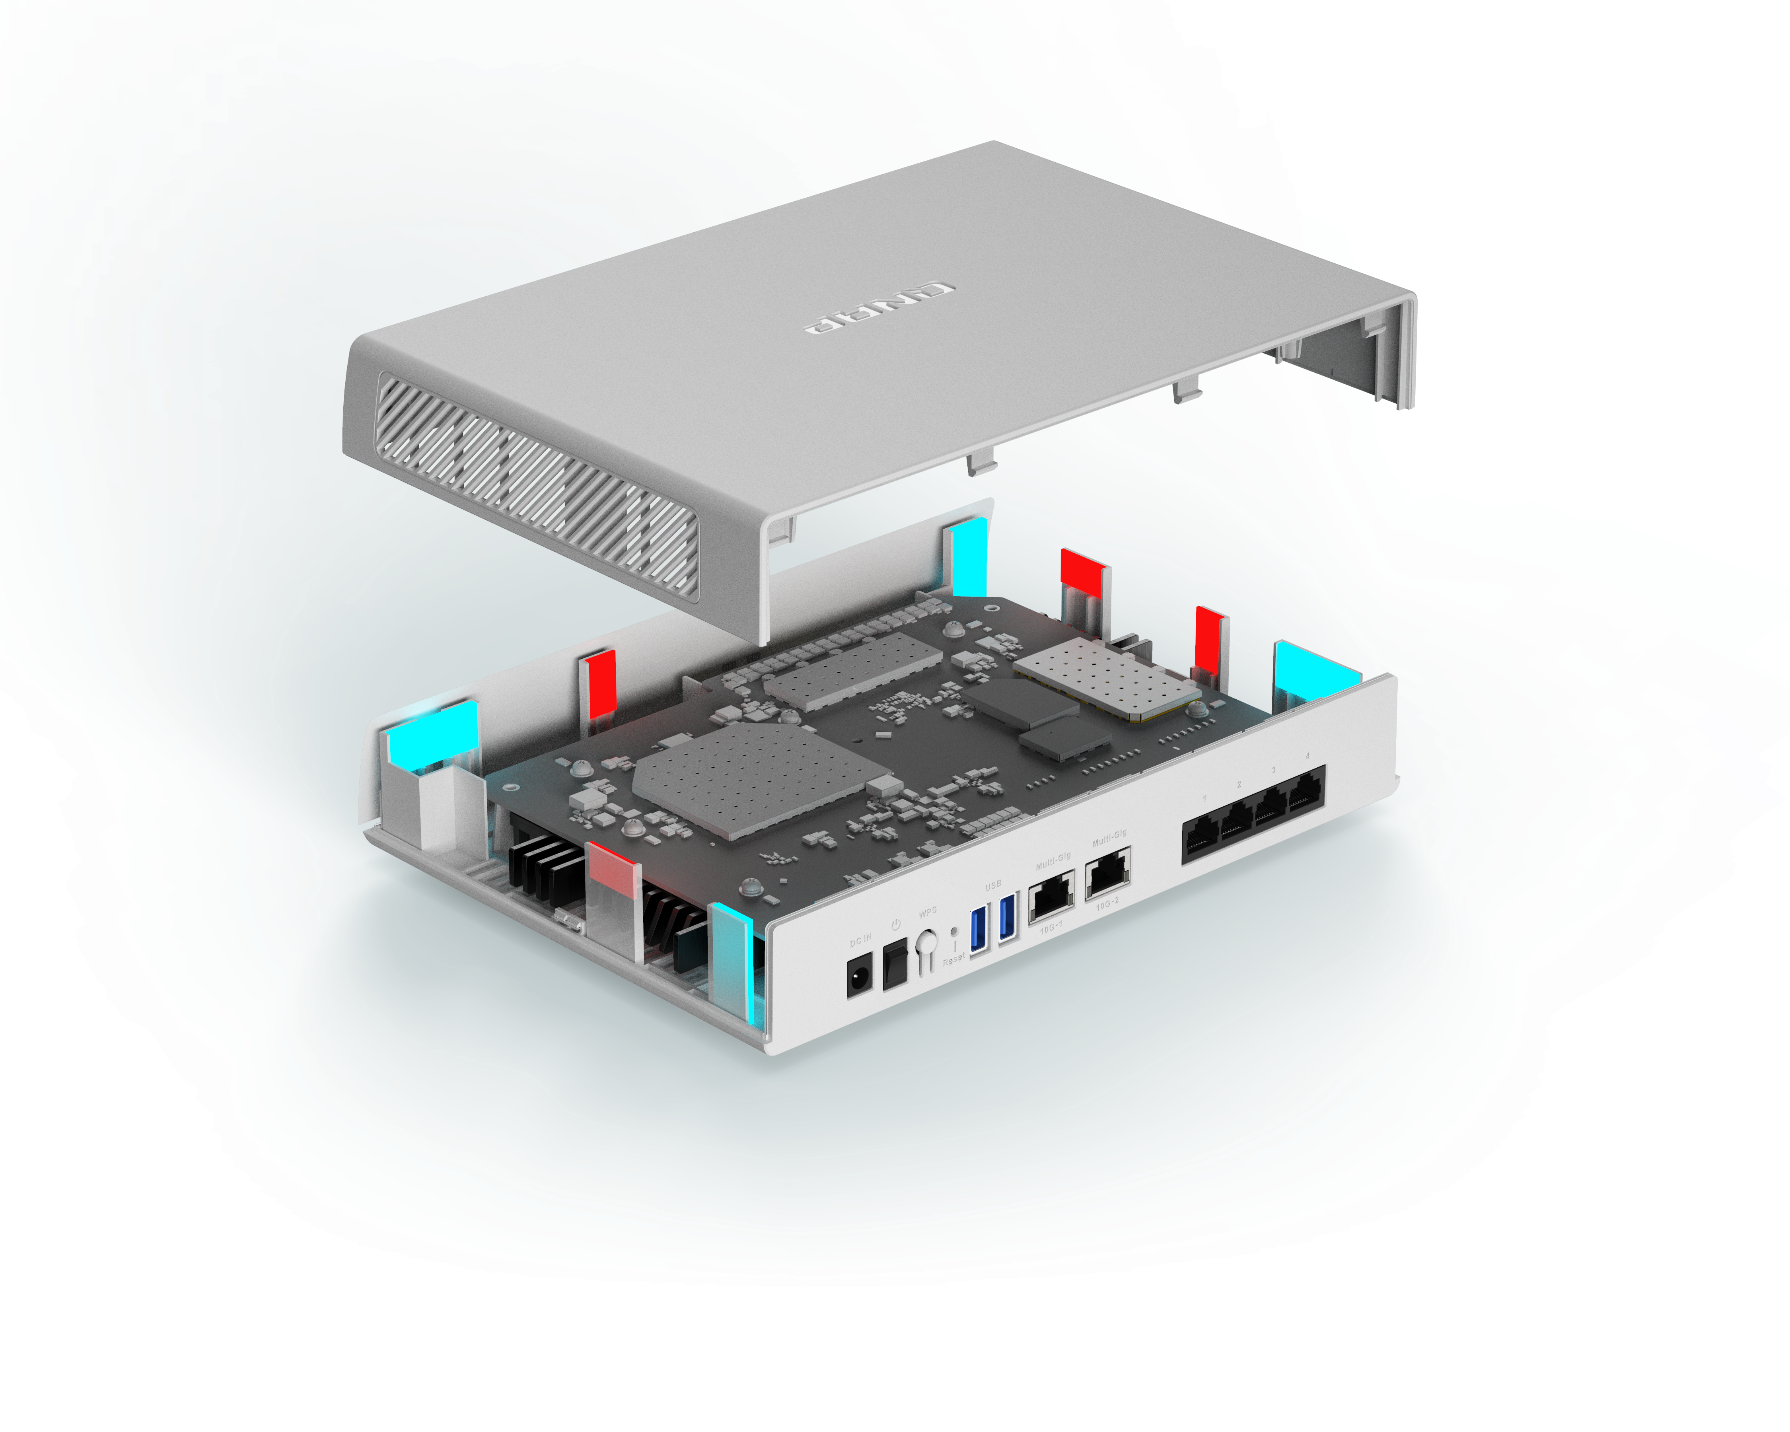 QNAP
DC IN
WPS
Reset
USB
Multi-Gig
10G-1
Multi-Gig
10G-2
1
2
3
4